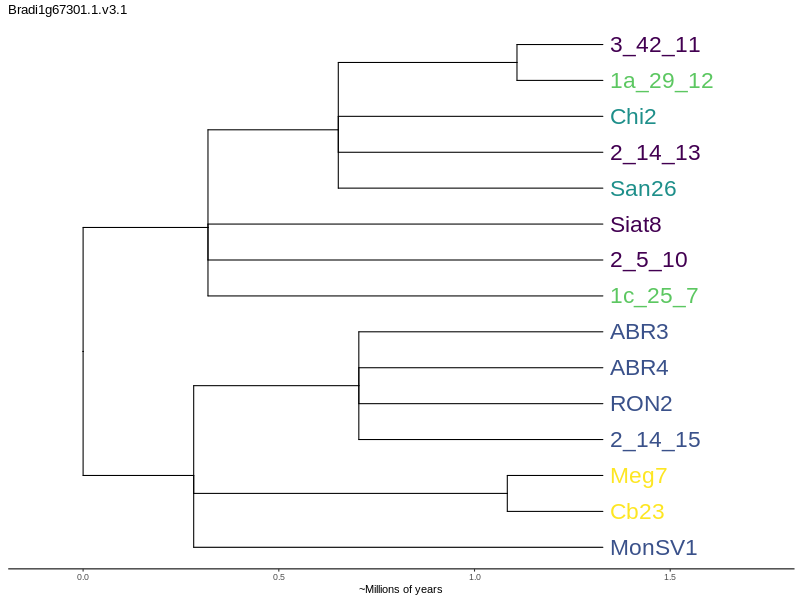 Bradi1g67301.1.v3.1
3_42_11
1a_29_12
Chi2
2_14_13
San26
Siat8
2_5_10
1c_25_7
ABR3
ABR4
RON2
2_14_15
Meg7
Cb23
MonSV1
0.0 0.5 1.0 1.5
~Millions of years